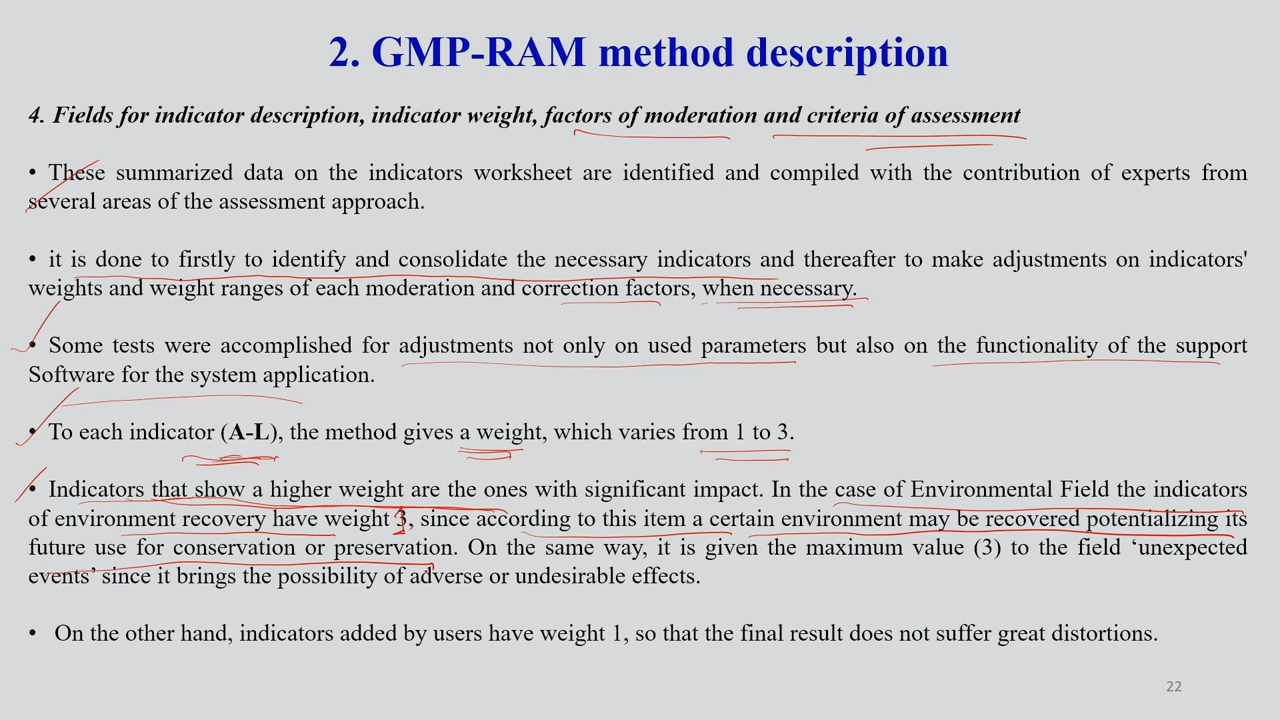 2. GMP-RAM method description
4. Fields for indicator description, indicator weight, factors of moderation and criteria of assessment
• These summarized data on the indicators worksheet are identified and compiled with the contribution of experts from
several areas of the assessment approach.
• it is done to firstly to identify and consolidate the necessary indicators and thereafter to make adjustments on indicators'
weights and weight ranges of each moderation and correction factors, when necessary.
• Some tests were accomplished for adjustments not only on used parameters but also on the functionality of the support
Software for the system application.
• To each indicator (A-L), the method gives a weight, which varies from 1 to 3.
• Indicators that show a higher weight are the ones with significant impact. In the case of Environmental Field the indicators
of environment recovery have weight 3, since according to this item a certain environment may be recovered potentializing its
future use for conservation or preservation. On the same way, it is given the maximum value (3) to the field ‘unexpected
events’ since it brings the possibility of adverse or undesirable effects.
• On the other hand, indicators added by users have weight 1, so that the final result does not suffer great distortions.
22